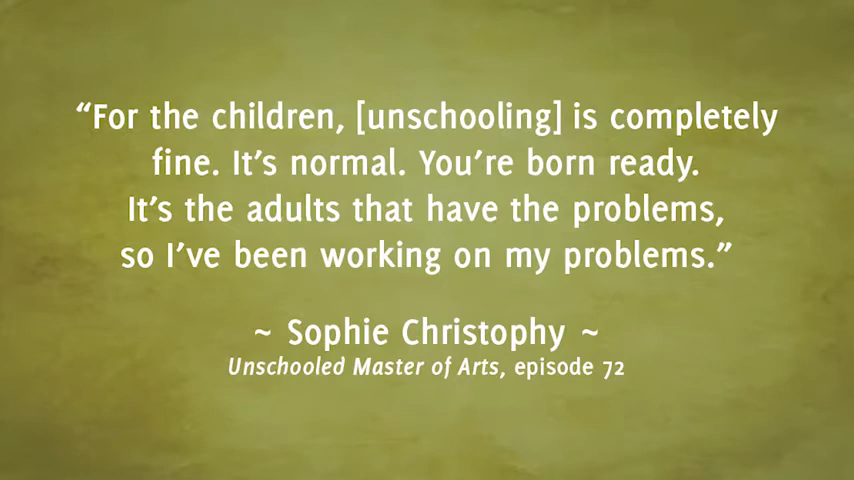 “For the children, [unschooling] is completely
fine. It’s normal. You’re born ready.
It’s the adults that have the problems,
so I’ve been working on my problems.”
~ Sophie Christophy ~
Unschooled Master of Arts, episode 72